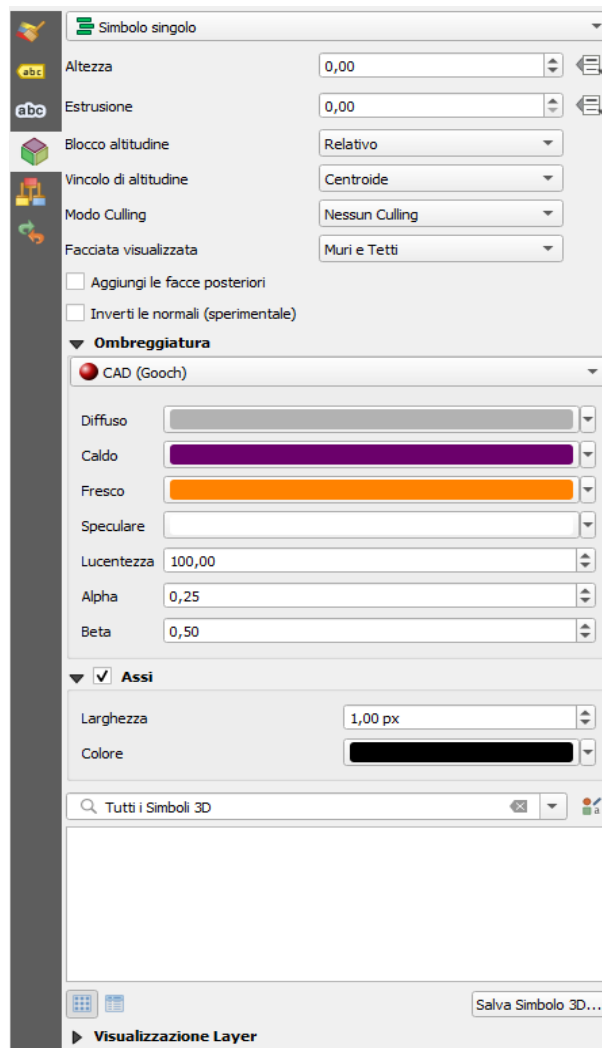 Simbolo singolo
abc
Altezza 0,00
abc
Estrusione 0,00
Blocco altitudine Relativo
Vincolo di altitudine Centroide
Modo Culling Nessun Culling
Facciata visualizzata Muri e Tetti
Aggiungi le facce posteriori
Inverti le normali (sperimentale)
Ombreggiatura
CAD (Gooch)
Diffuso
Caldo
Fresco
Speculare
Lucentezza 100,00
Alpha 0,25
Beta 0,50
Assi
Larghezza 1,00 px
Colore
Tutti i Simboli 3D
a
Salva Simbolo 3D...
Visualizzazione Layer